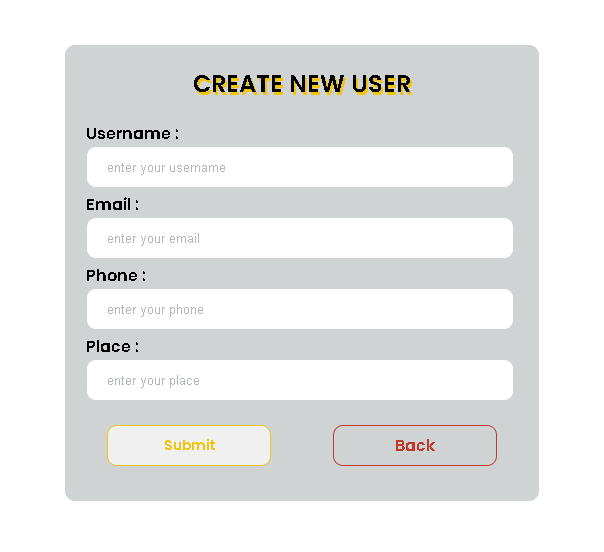 CREATE NEW USER
Username :
enter your username
Email :
enter your email
Phone :
enter your phone
Place :
enter your place
Submit Back